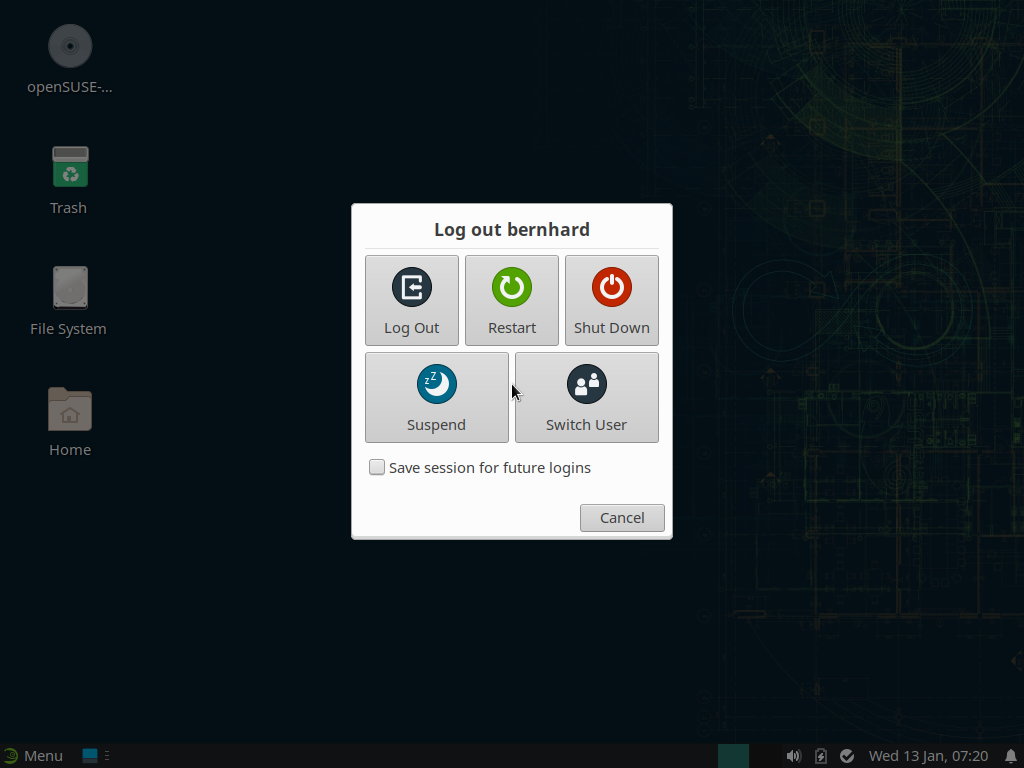 openSUSE-...
Trash
File System
Home
Log out bernhard
Log Out
Restart
Shut Down
Suspend
Switch User
Save session for future logins
Cancel
Menu
Wed 13 Jan, 07:20